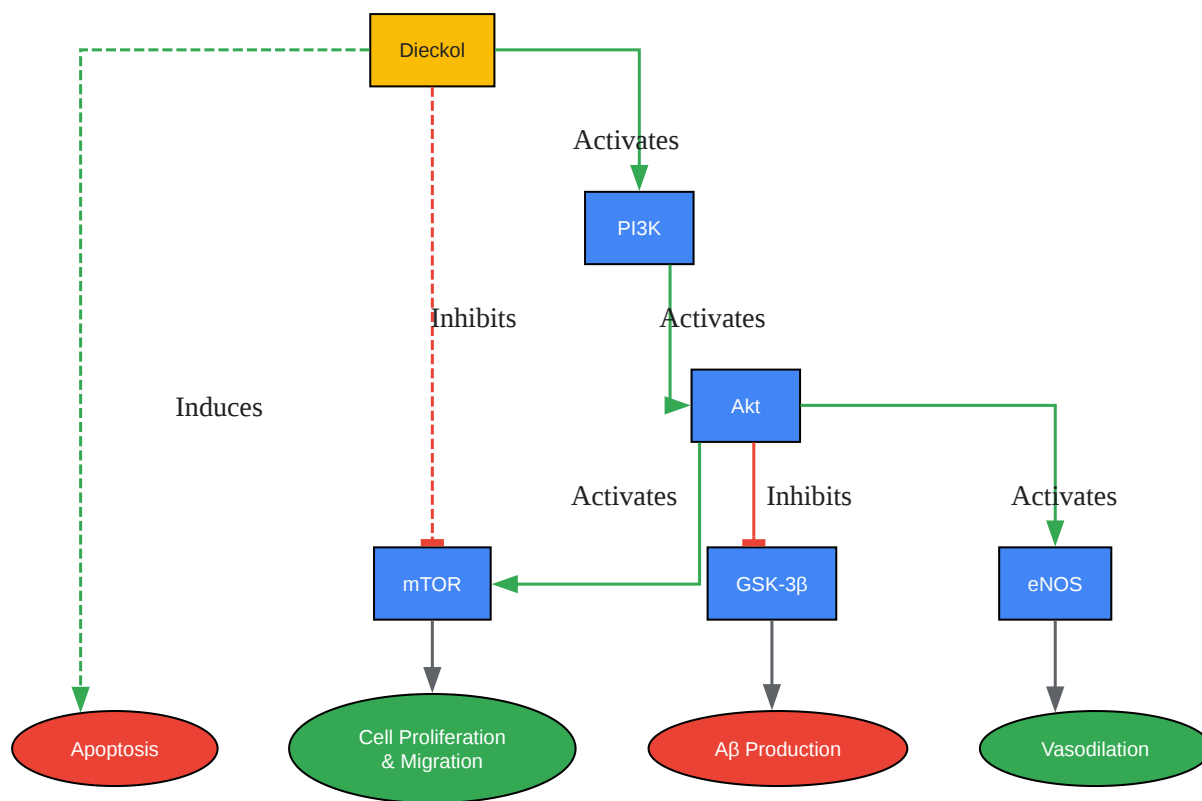 Dieckol
Activates
PI3K
Inhibits
Activates
Induces
Akt
Activates
Inhibits
Activates
mTOR
GSK-3β
eNOS
Apoptosis
Cell Proliferation
& Migration
Aβ Production
Vasodilation